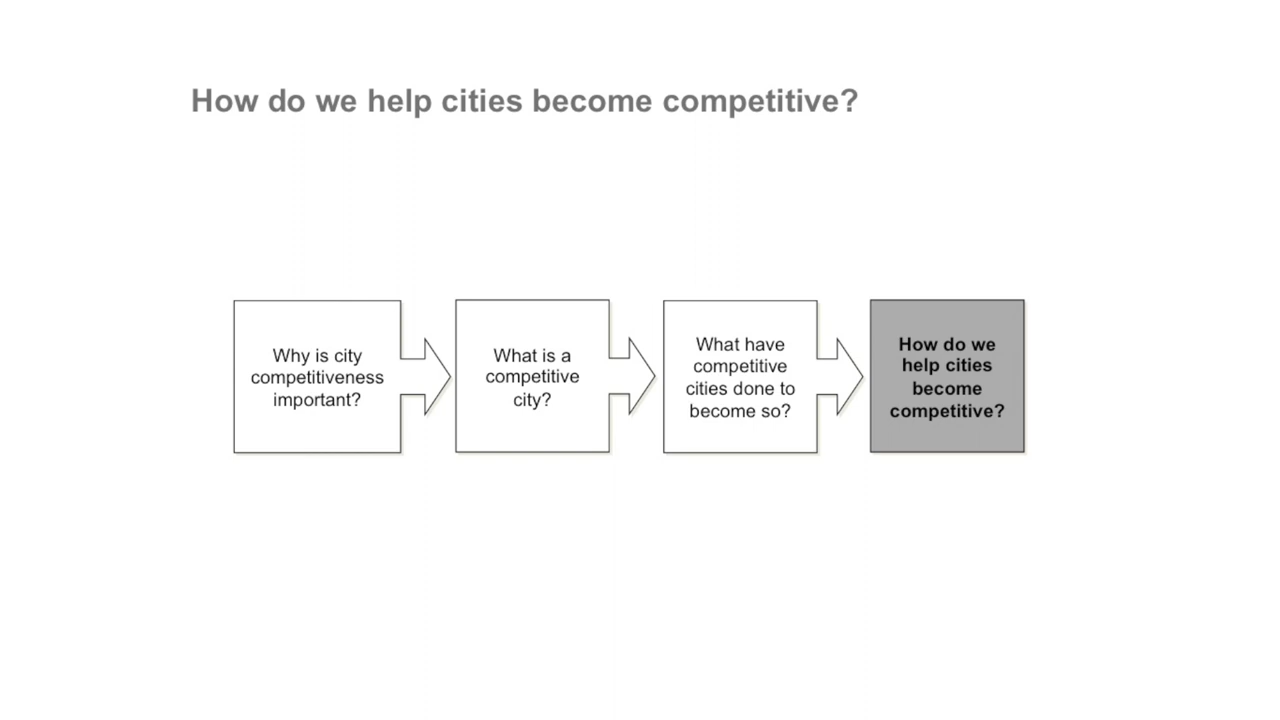 How do we help cities become competitive?
Why is city
competitiveness
important?
What is a
competitive
city?
What have
competitive
cities done to
become so?
How do we
help cities
become
competitive?